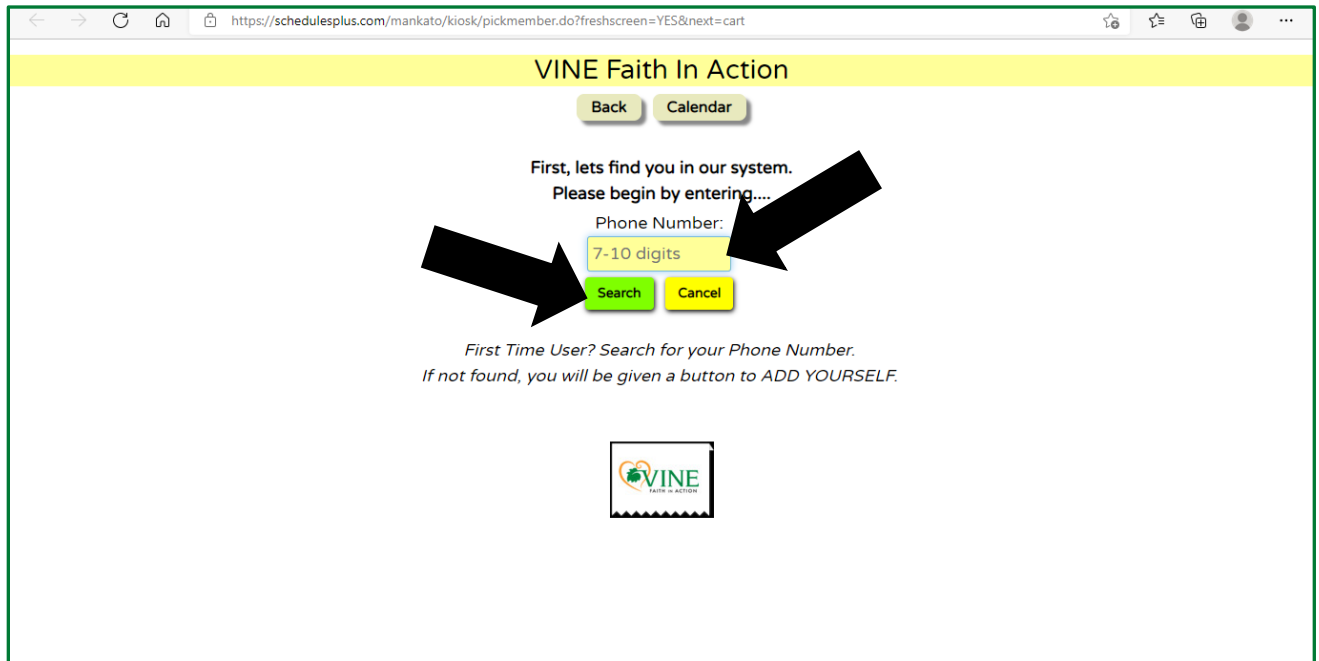 https://schedulesplus.com/mankato/kiosk/pickmember.do?freshscreen=YES&next=cart
VINE Faith In Action
Back Calendar
First, lets find you in our system.
Please begin by entering....
Phone Number:
7-10 digits
Search Cancel
First Time User? Search for your Phone Number.
If not found, you will be given a button to ADD YOURSELF.
VINE
FAITH IN ACTION